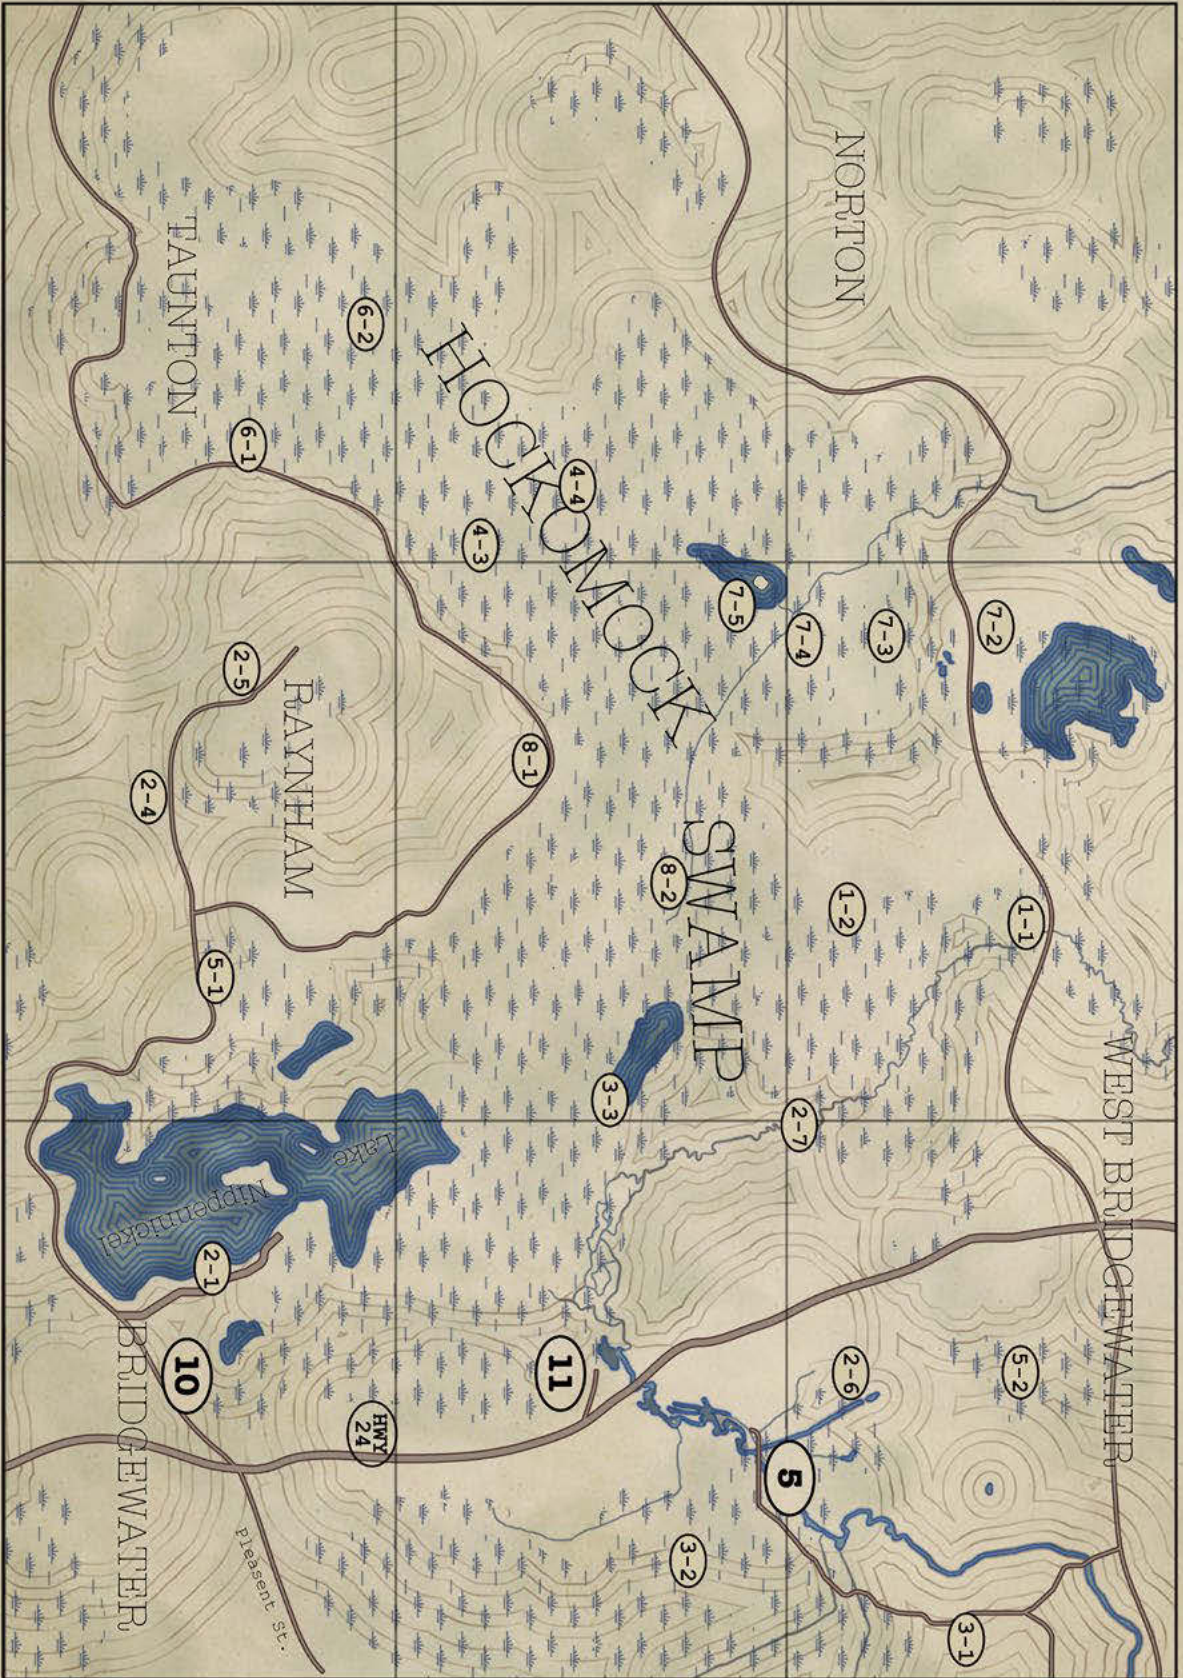 WEST BRIDGEWATER
1-1
5-2
7-2
3-1
7-3
NORTON
1-2
2-6
7-4
2-7
5
7-5
HOCKOMOCK
SWAMP
3-2
8-2
3-3
4-4
11
8-1
4-3
HWY
24
6-2
Lake
Nippennickel
RAYNHAM
6-1
2-5
Pleasent St.
5-1
2-1
10
TAUNTON
2-4
BRIDGEWATER